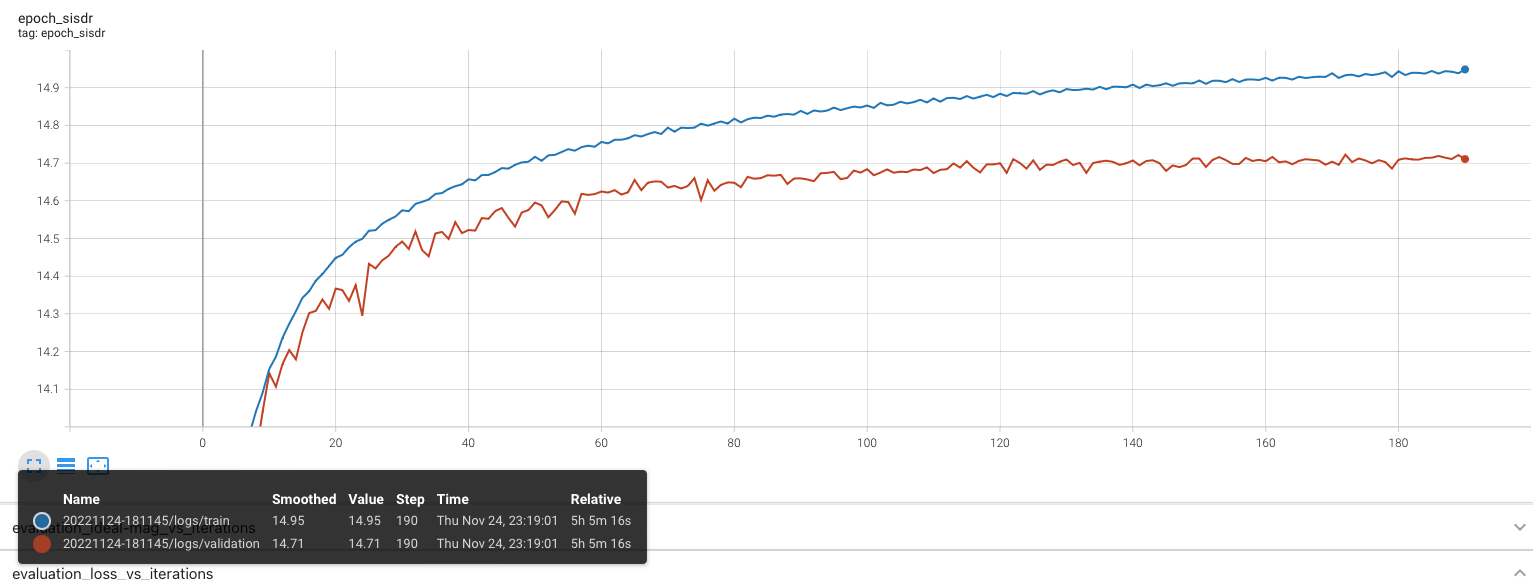 epoch_sisdr
tag: epoch_sisdr
14.9
14.8
14.7
14.6
14.5
14.4
14.3
14.2
14.1
0 20 40 60 80 100 120 140 160 180
Name Smoothed Value Step Time Relative
20221124-181145/logs/train 14.95 14.95 190 Thu Nov 24, 23:19:01 5h 5m 16s
evaluation_ideal-mag_vs_iterations
20221124-181145/logs/validation 14.71 14.71 190 Thu Nov 24, 23:19:01 5h 5m 16s
evaluation_loss_vs_iterations